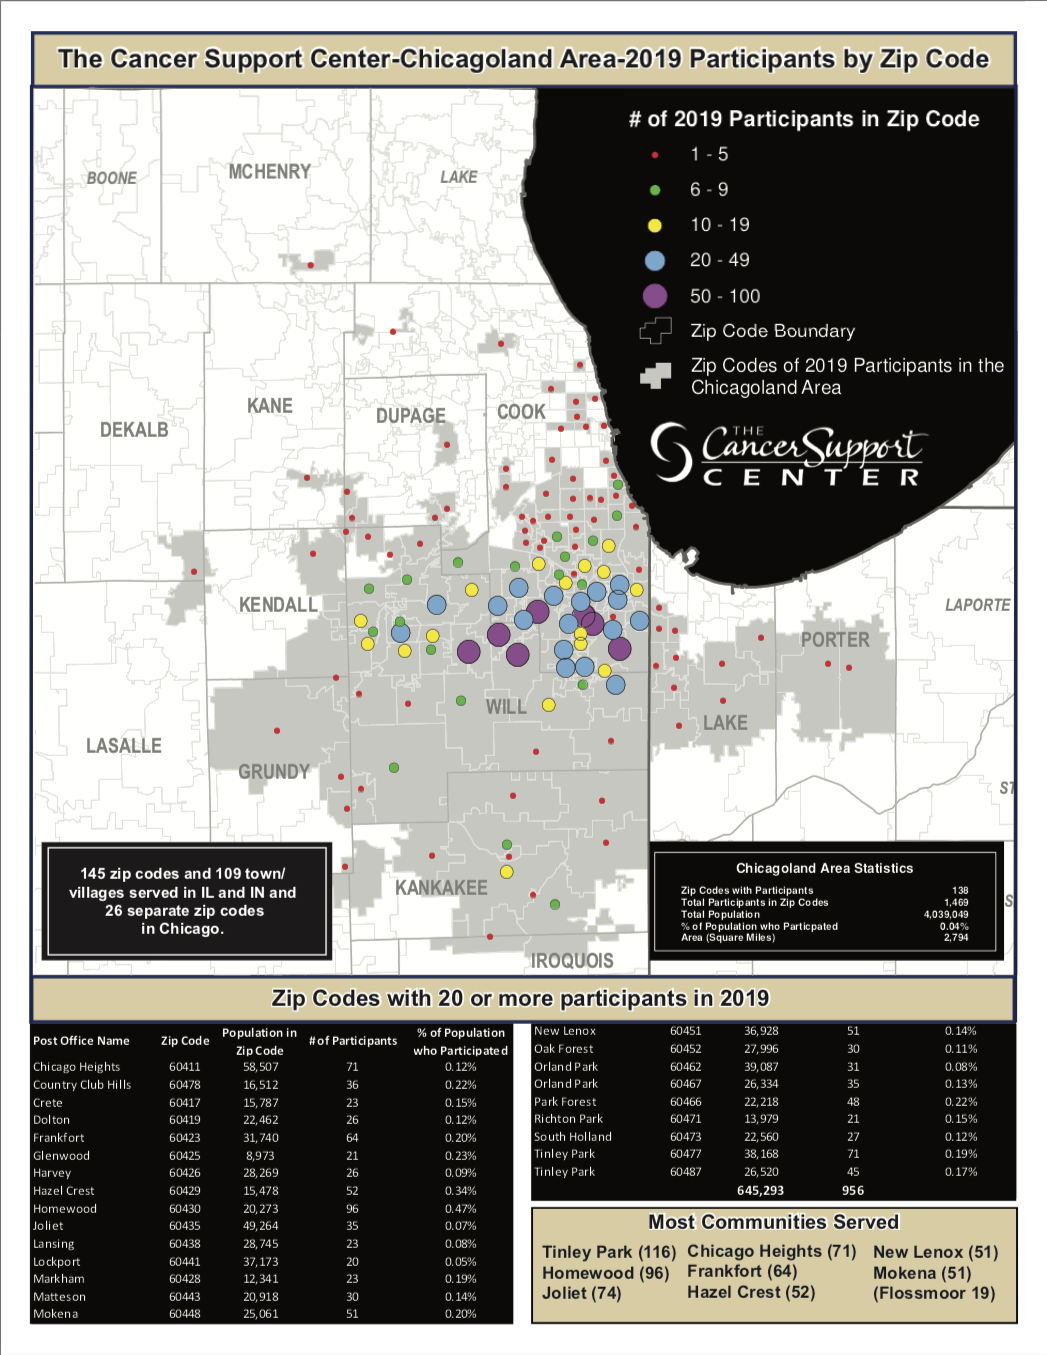 The Cancer Support Center-Chicagoland Area-2019 Participants by Zip Code
# of 2019 Participants in Zip Code
1 - 5
6 - 9
10 - 19
20 - 49
50 - 100
Zip Code Boundary
Zip Codes of 2019 Participants in the
Chicagoland Area
THE
Cancer Support
CENTER
BOONE
MCHENRY
LAKE
KANE
DUPAGE
COOK
DEKALB
KENDALL
LAPORTE
PORTER
WILL
LAKE
LASALLE
GRUNDY
ST
KANKAKEE
S
IROQUOIS
145 zip codes and 109 town/
villages served in IL and IN and
26 separate zip codes
in Chicago.
Chicagoland Area Statistics
Zip Codes with Participants 138
Total Participants in Zip Codes 1,469
Total Population 4,039,049
% of Population who Particpated 0.04%
Area (Square Miles) 2,794
Zip Codes with 20 or more participants in 2019
Post Office Name Zip Code Population in Zip Code # of Participants % of Population who Participated
Chicago Heights 60411 58,507 71 0.12%
Country Club Hills 60478 16,512 36 0.22%
Crete 60417 15,787 23 0.15%
Dolton 60419 22,462 26 0.12%
Frankfort 60423 31,740 64 0.20%
Glenwood 60425 8,973 21 0.23%
Harvey 60426 28,269 26 0.09%
Hazel Crest 60429 15,478 52 0.34%
Homewood 60430 20,273 96 0.47%
Joliet 60435 49,264 35 0.07%
Lansing 60438 28,745 23 0.08%
Lockport 60441 37,173 20 0.05%
Markham 60428 12,341 23 0.19%
Matteson 60443 20,918 30 0.14%
Mokena 60448 25,061 51 0.20%
New Lenox 60451 36,928 51 0.14%
Oak Forest 60452 27,996 30 0.11%
Orland Park 60462 39,087 31 0.08%
Orland Park 60467 26,334 35 0.13%
Park Forest 60466 22,218 48 0.22%
Richton Park 60471 13,979 21 0.15%
South Holland 60473 22,560 27 0.12%
Tinley Park 60477 38,168 71 0.19%
Tinley Park 60487 26,520 45 0.17%
645,293 956
Most Communities Served
Tinley Park (116) Chicago Heights (71) New Lenox (51)
Homewood (96) Frankfort (64) Mokena (51)
Joliet (74) Hazel Crest (52) (Flossmoor 19)